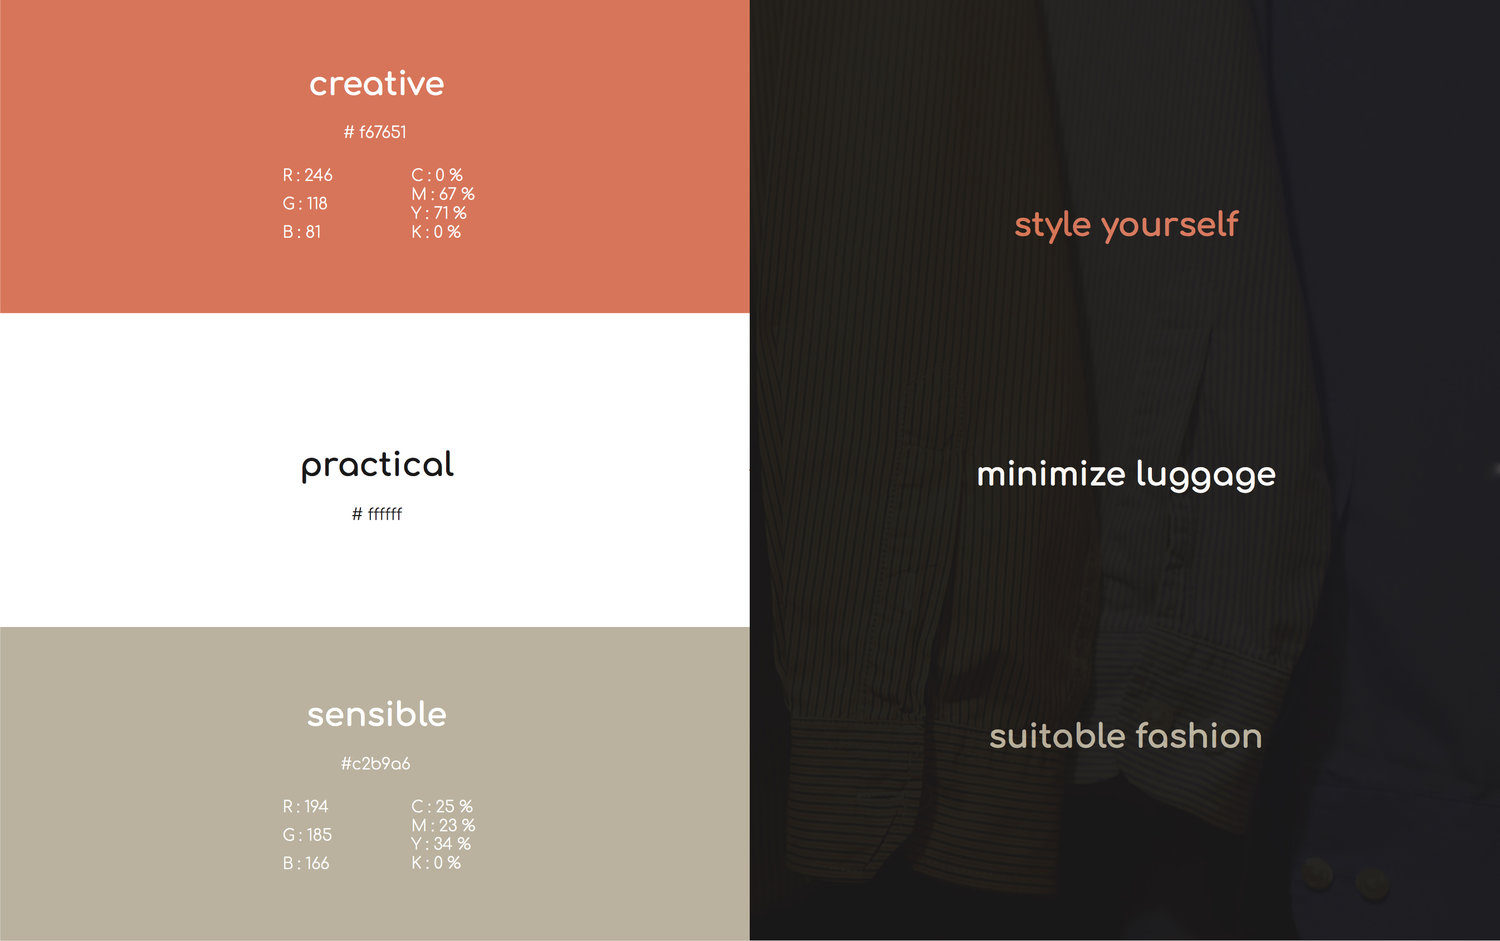 creative
# f67651
R : 246
G : 118
B : 81
C : 0 %
M : 67 %
Y : 71 %
K : 0 %
practical
# ffffff
sensible
#c2b9a6
R : 194
G : 185
B : 166
C : 25 %
M : 23 %
Y : 34 %
K : 0 %
style yourself
minimize luggage
suitable fashion